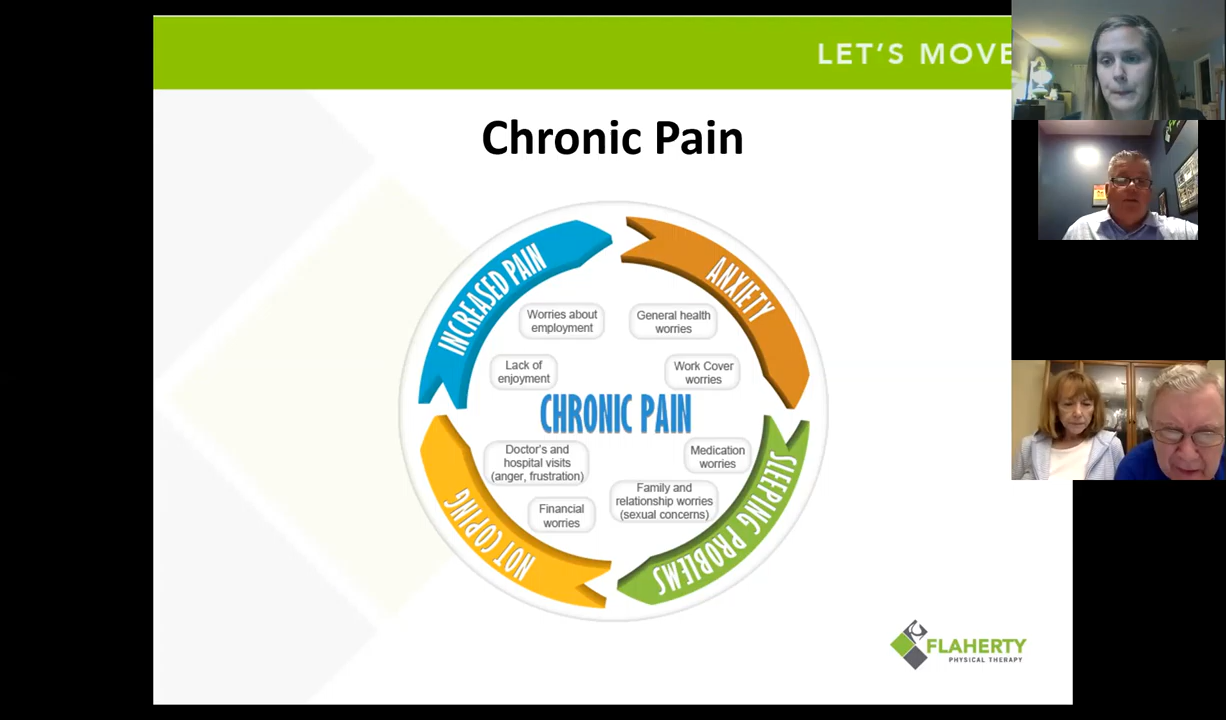 LET'S MOVE
Chronic Pain
INCREASED PAIN
ANXIETY
Worries about
employment
General health
worries
Lack of
enjoyment
Work Cover
worries
CHRONIC PAIN
Doctor's and
hospital visits
(anger, frustration)
Medication
worries
Financial
worries
Family and
relationship worries
(sexual concerns)
NOT COPING
SLEEPING PROBLEMS
FLAHERTY
PHYSICAL THERAPY